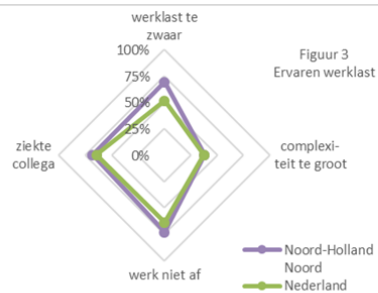 werklast te
zwaar
100%
Figuur 3
Ervaren werklast
75%
50%
25%
0%
ziekte
collega
complexi-
teit te groot
werk niet af
Noord-Holland
Noord
Nederland